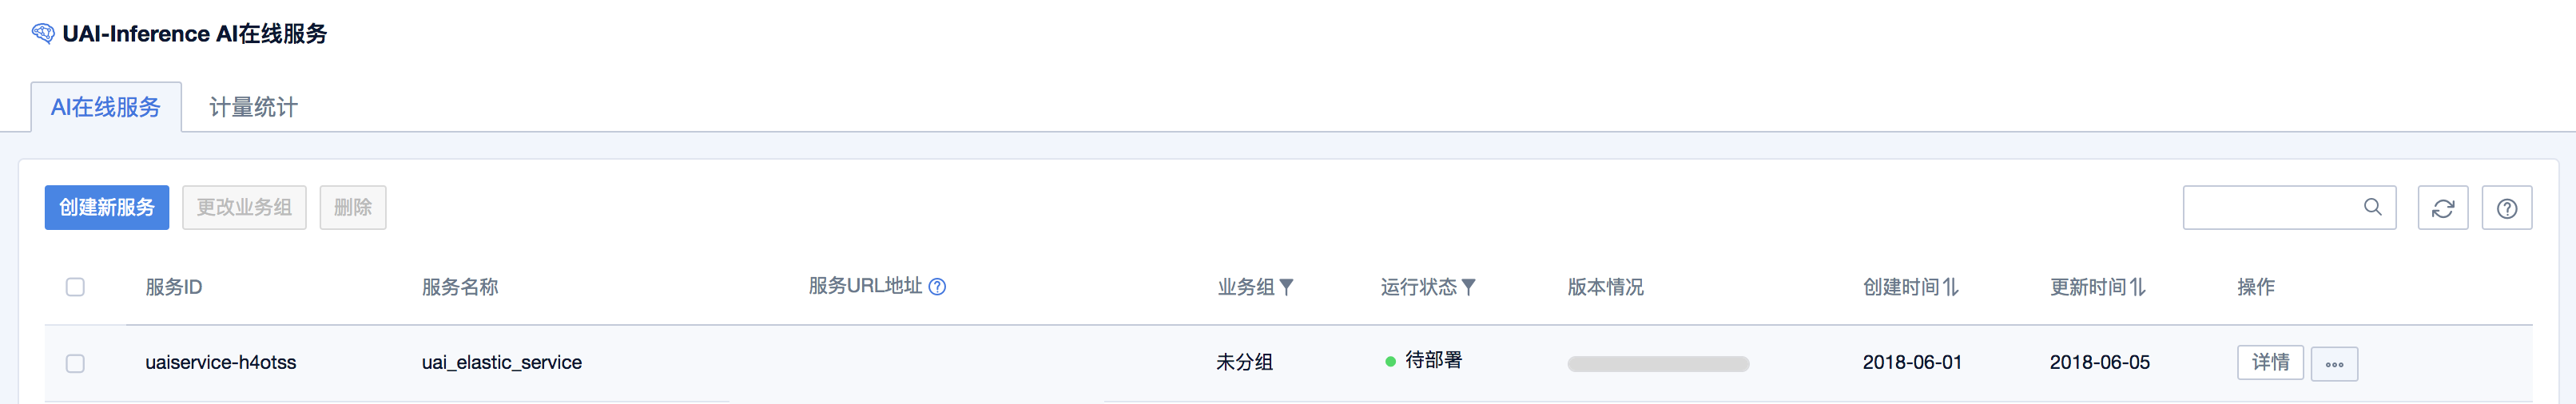 UAI-Inference AI在线服务
AI在线服务 计量统计
创建新服务 更改业务组 删除
服务ID 服务名称 服务URL地址 业务组 运行状态 版本情况 创建时间 更新时间 操作
uaiservice-h4otss uai_elastic_service 未分组 待部署 2018-06-01 2018-06-05 详情